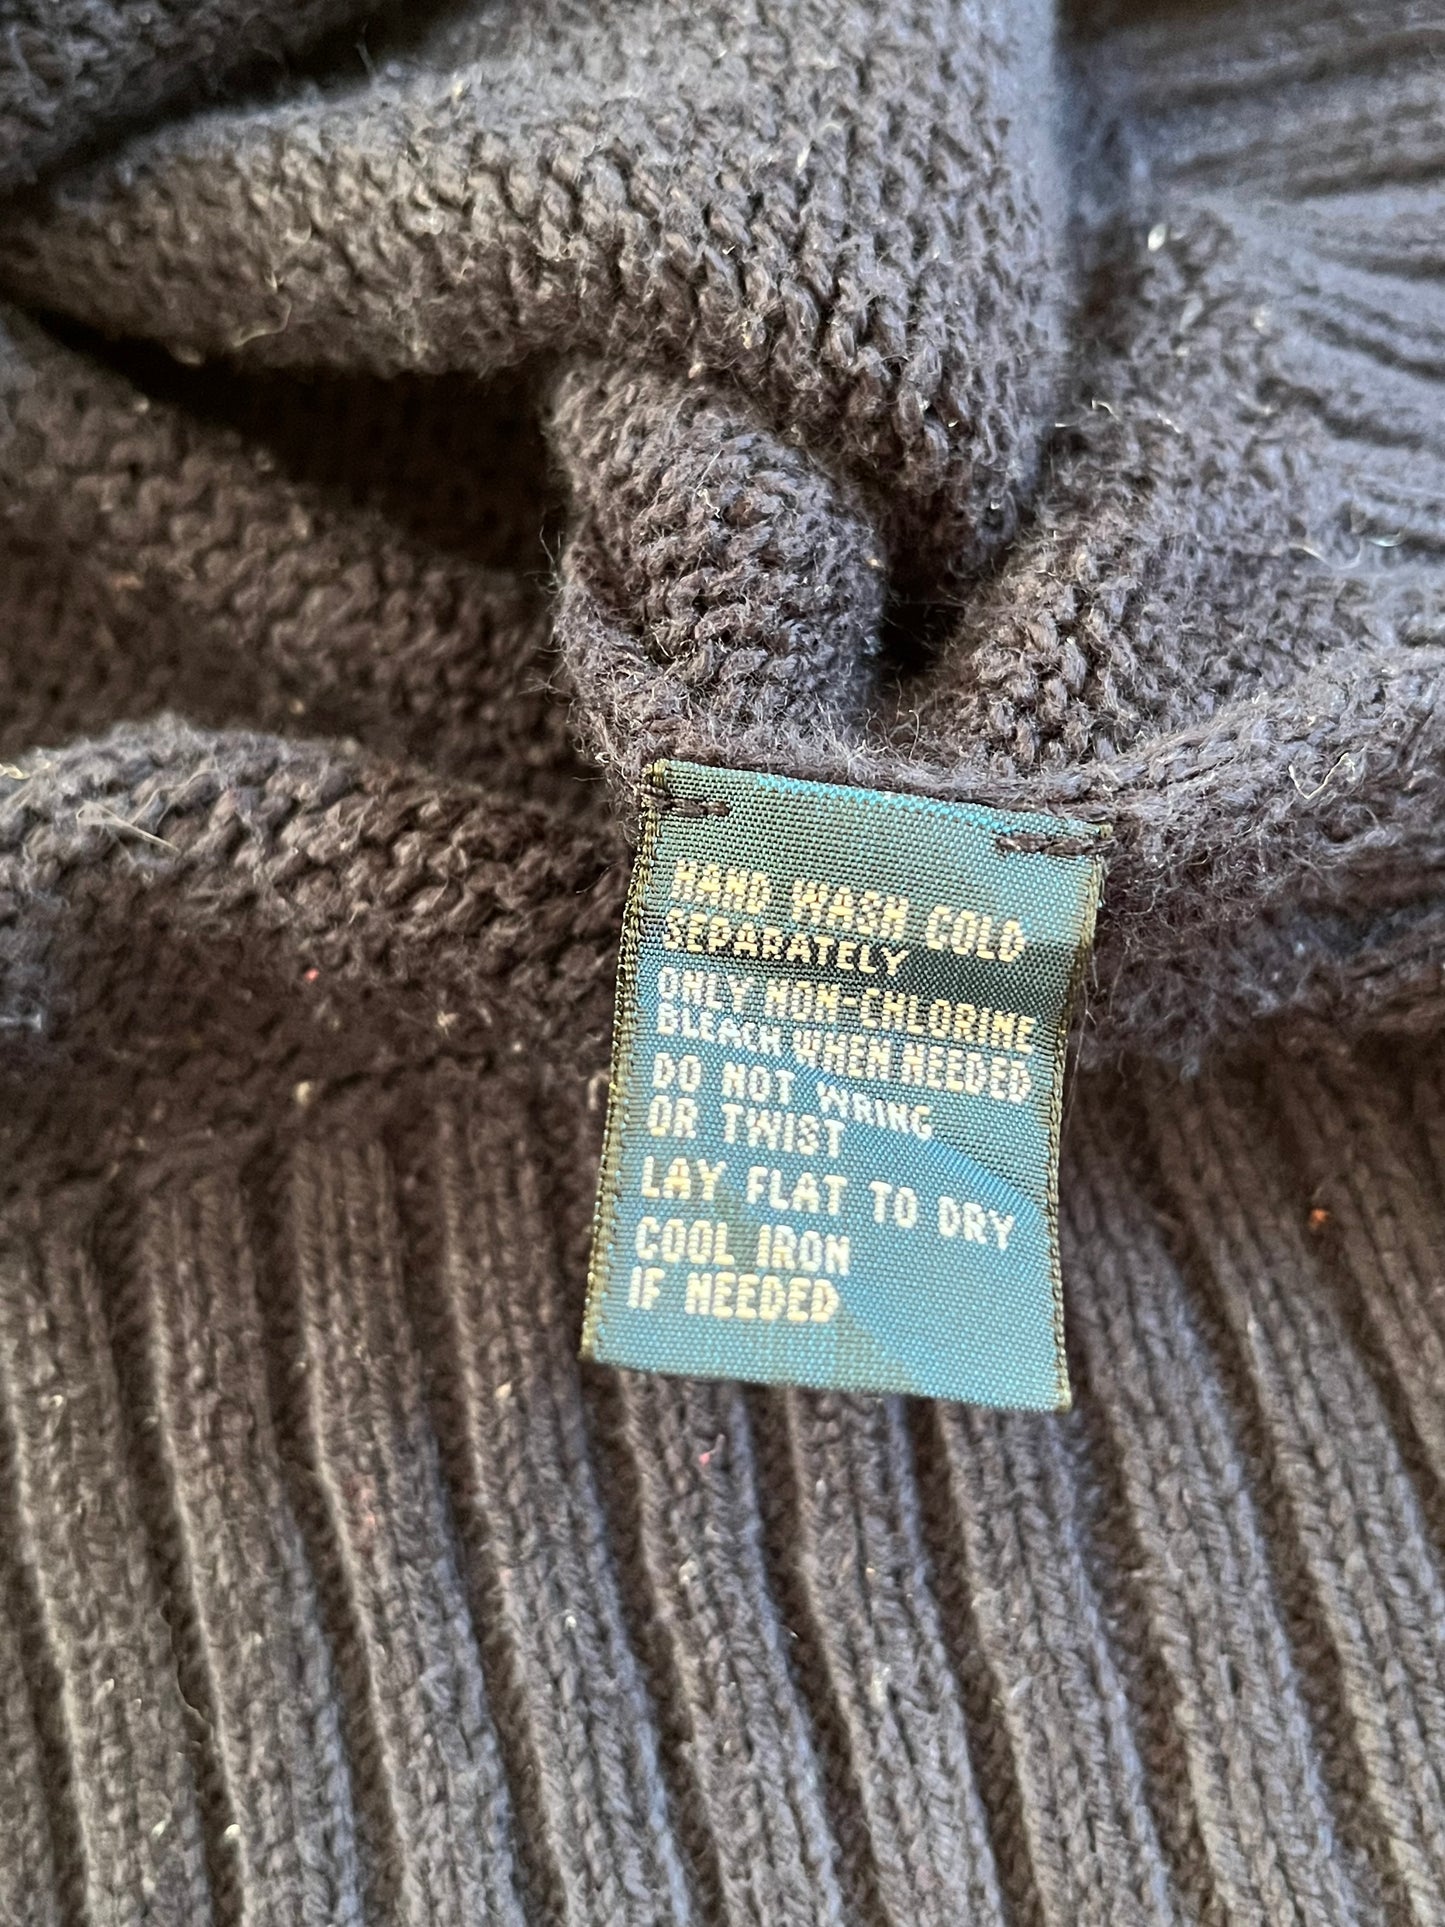 HAND WASH COLD
SEPARATELY
ONLY NON-CHLORINE
BLEACH WHEN NEEDED
DO NOT WRING
OR TWIST
LAY FLAT TO DRY
COOL IRON
IF NEEDED